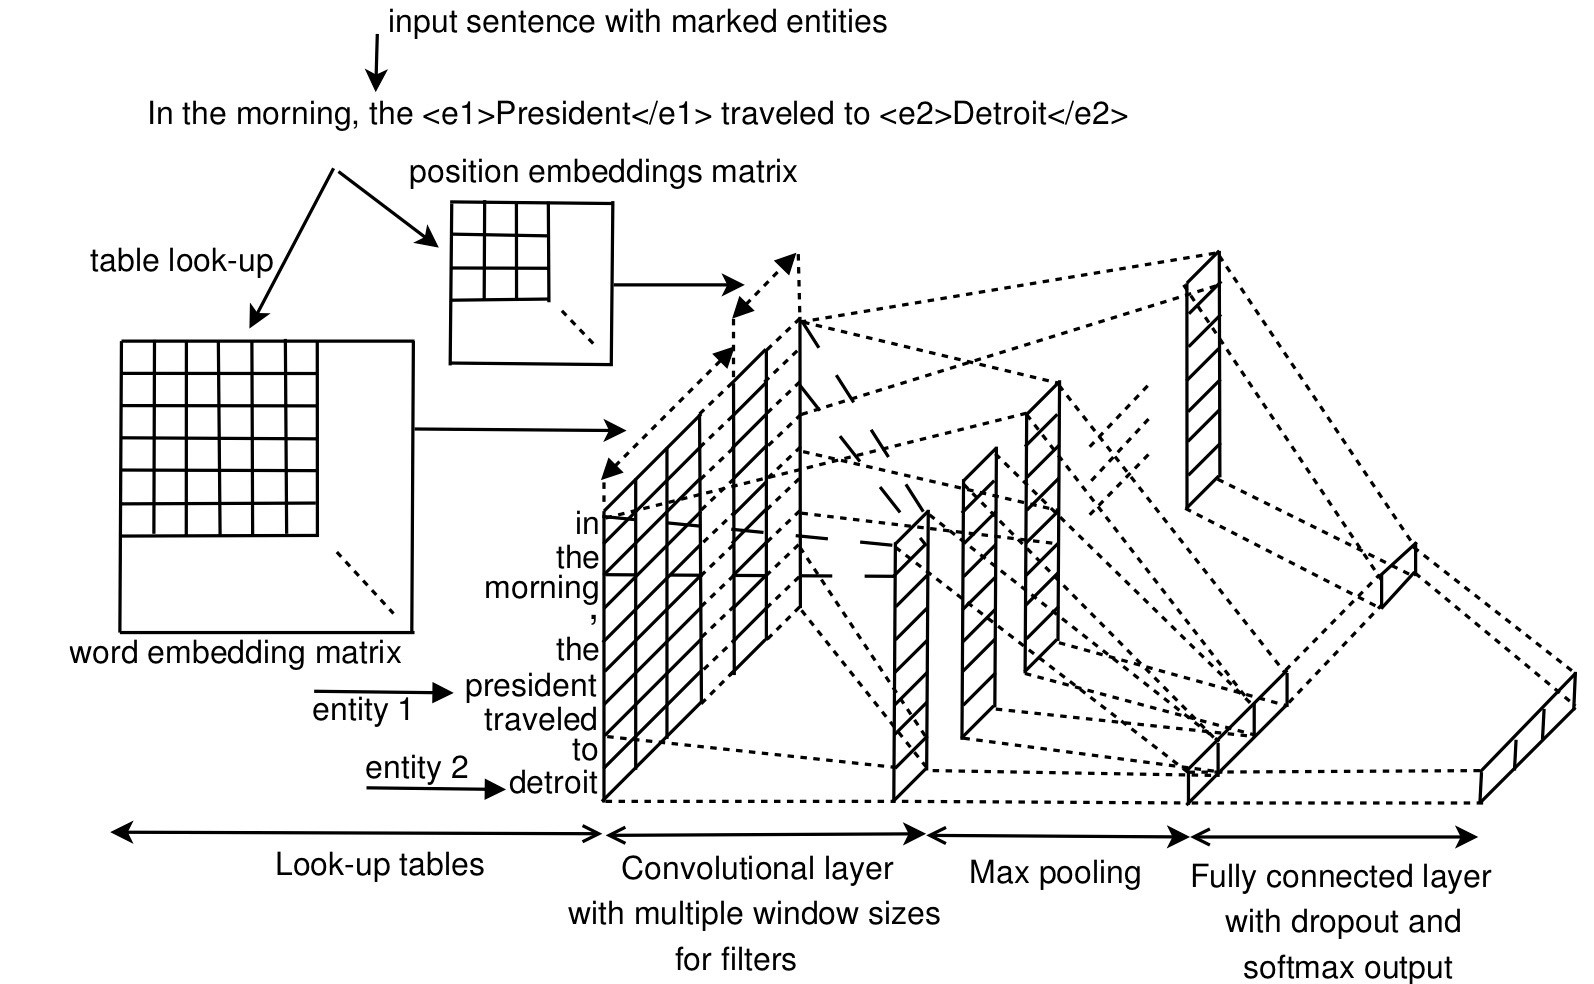 input sentence with marked entities
In the morning, the <e1>President</e1> traveled to <e2>Detroit</e2>
position embeddings matrix
table look-up
word embedding matrix
in
the
morning
,
the
president
traveled
to
detroit
entity 1
entity 2
Look-up tables
Convolutional layer
with multiple window sizes
for filters
Max pooling
Fully connected layer
with dropout and
softmax output